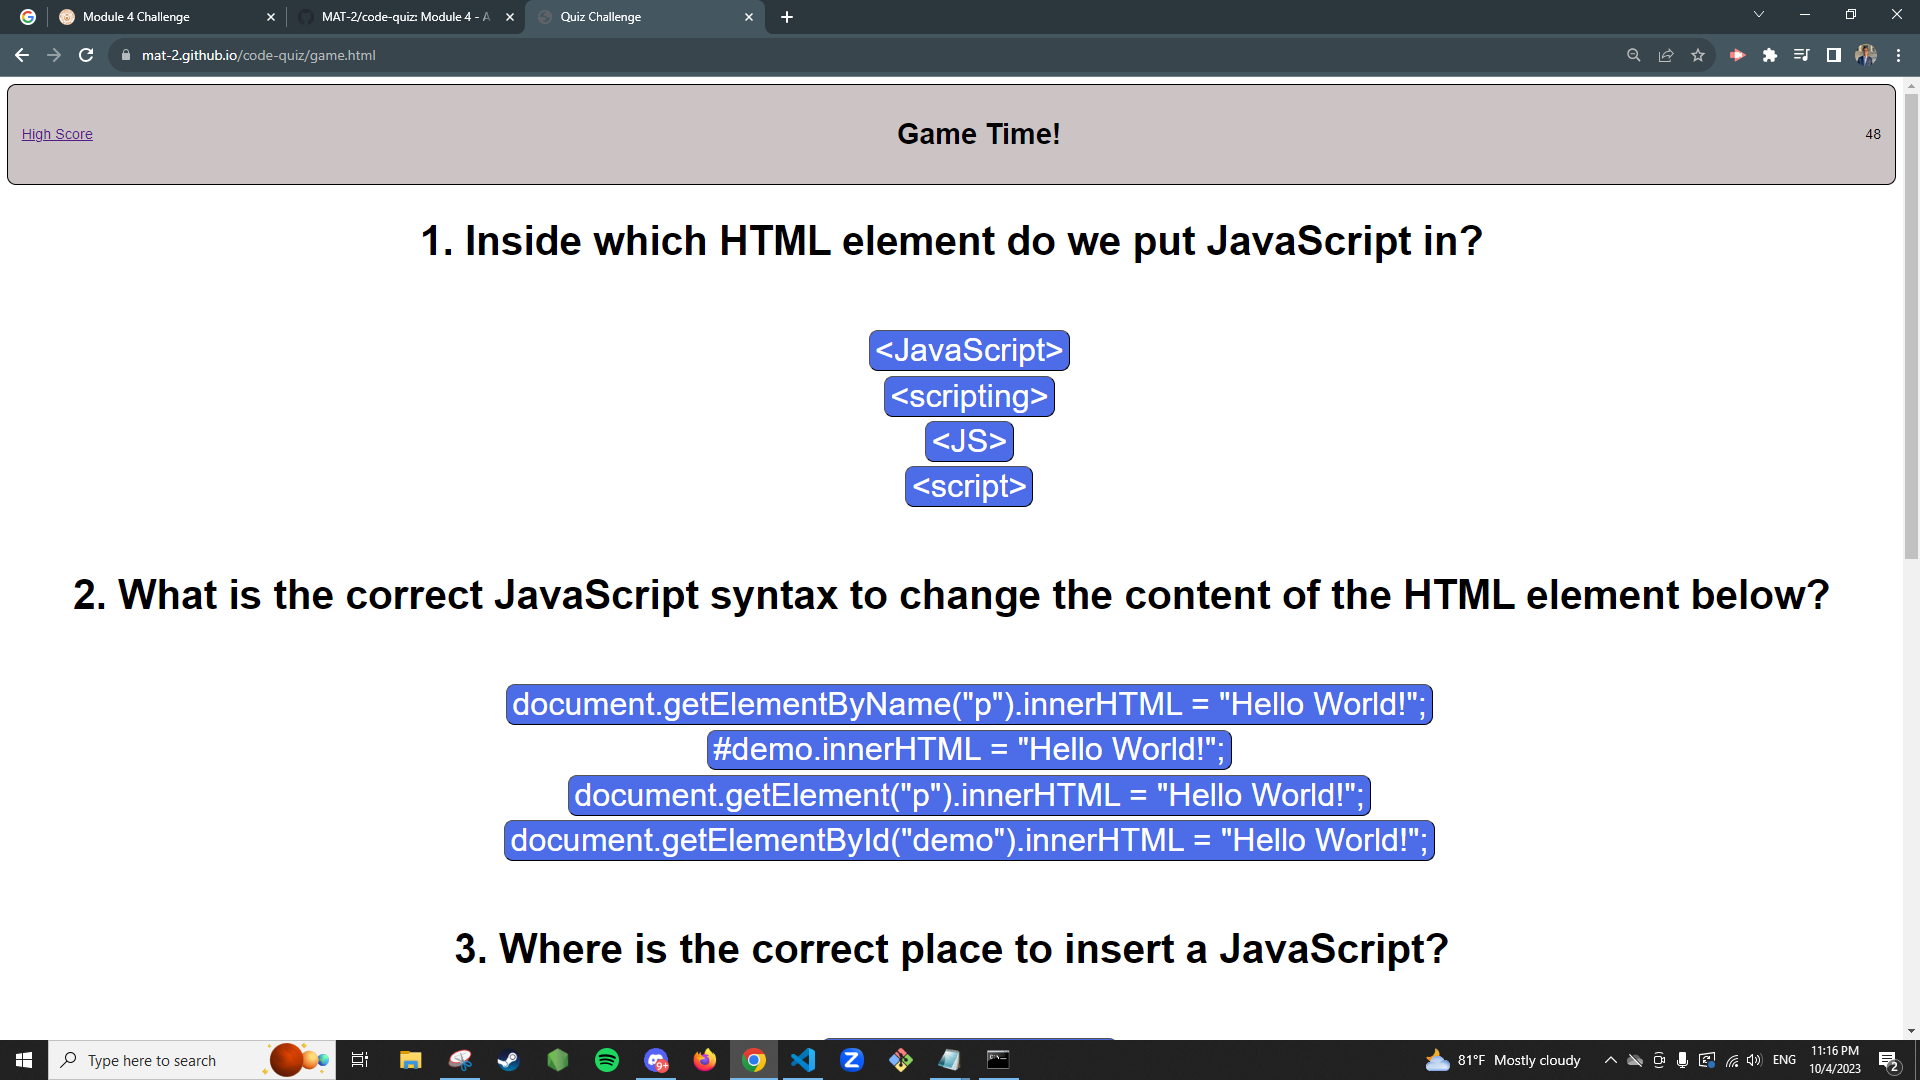 Module 4 Challenge
MAT-2/code-quiz: Module 4 - A
Quiz Challenge
mat-2.github.io/code-quiz/game.html
High Score
Game Time!
48
1. Inside which HTML element do we put JavaScript in?
<JavaScript>
<scripting>
<JS>
<script>
2. What is the correct JavaScript syntax to change the content of the HTML element below?
document.getElementByName("p").innerHTML = "Hello World!";
#demo.innerHTML = "Hello World!";
document.getElement("p").innerHTML = "Hello World!";
document.getElementById("demo").innerHTML = "Hello World!";
3. Where is the correct place to insert a JavaScript?
Type here to search
9+
81°F Mostly cloudy
ENG
11:16 PM
10/4/2023
2